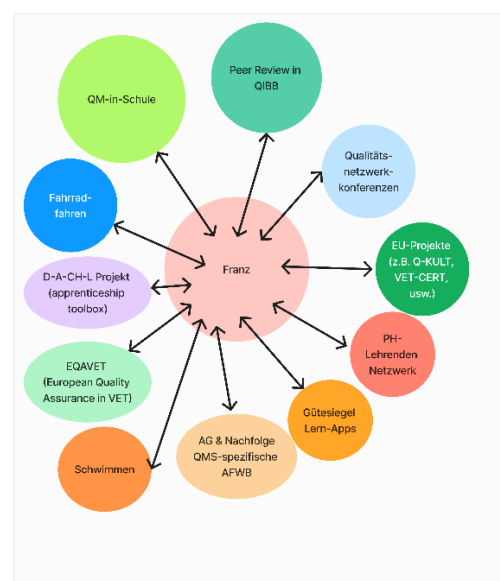 Peer Review in
QIBB
QM-in-Schule
Qualitäts-
netzwerk-
konferenzen
Fahrrad-
fahren
EU-Projekte
(z.B. Q-KULT,
VET-CERT,
usw.)
Franz
D-A-CH-L Projekt
(apprenticeship
toolbox)
PH-
Lehrenden
Netzwerk
EQAVET
(European Quality
Assurance in VET)
Gütesiegel
Lern-Apps
AG & Nachfolge
QMS-spezifische
AFWB
Schwimmen